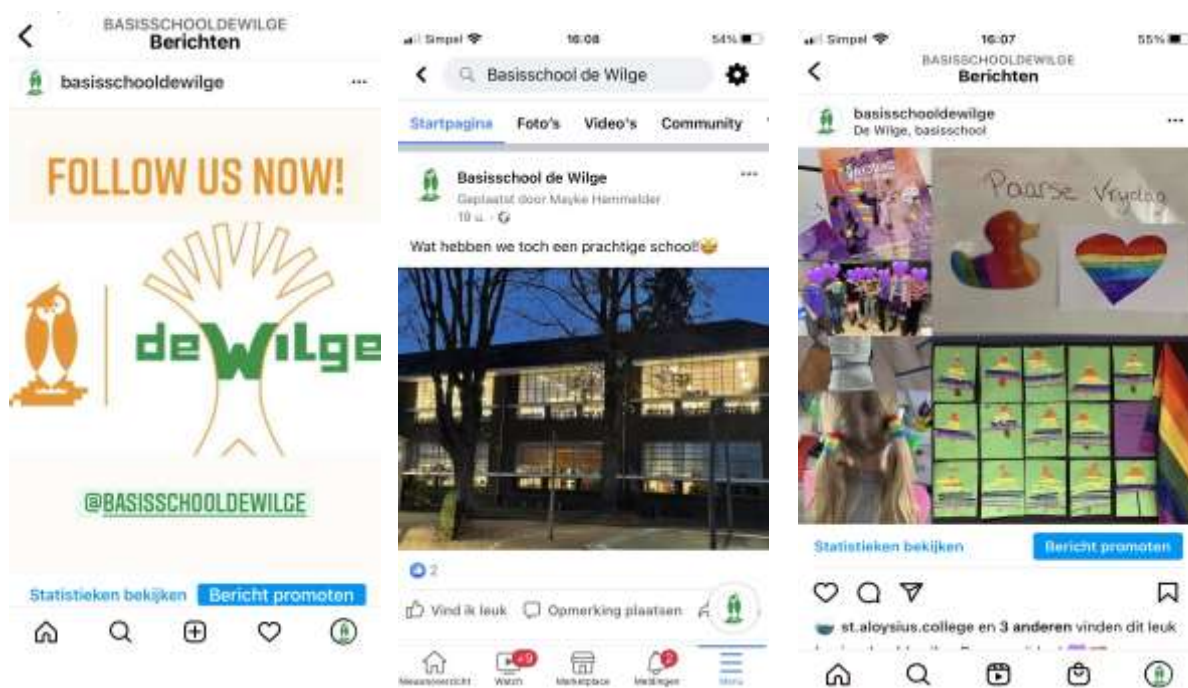 BASISSCHOOLDEWILGE
Berichten
basisschooldewilge
FOLLOW US NOW!
deWilge
@BASISSCHOOLDEWILGE
Statistieken bekijken
Bericht promoten
Simpel
16:08
54%
Basisschool de Wilge
Startpagina Foto's Video's Community
Basisschool de Wilge
Geplaatst door Mayke Hemmelder
19 u.
Wat hebben we toch een prachtige school!
2
Vind ik leuk Opmerking plaatsen
Nieuwsoverzicht Watch Marketplace Meldingen Menu
+9
2
Simpel
16:07
55%
BASISSCHOOLDEWILGE
Berichten
basisschooldewilge
De Wilge, basisschool
Paarse Vrijdag
Statistieken bekijken
Bericht promoten
st.aloysius.college en 3 anderen vinden dit leuk